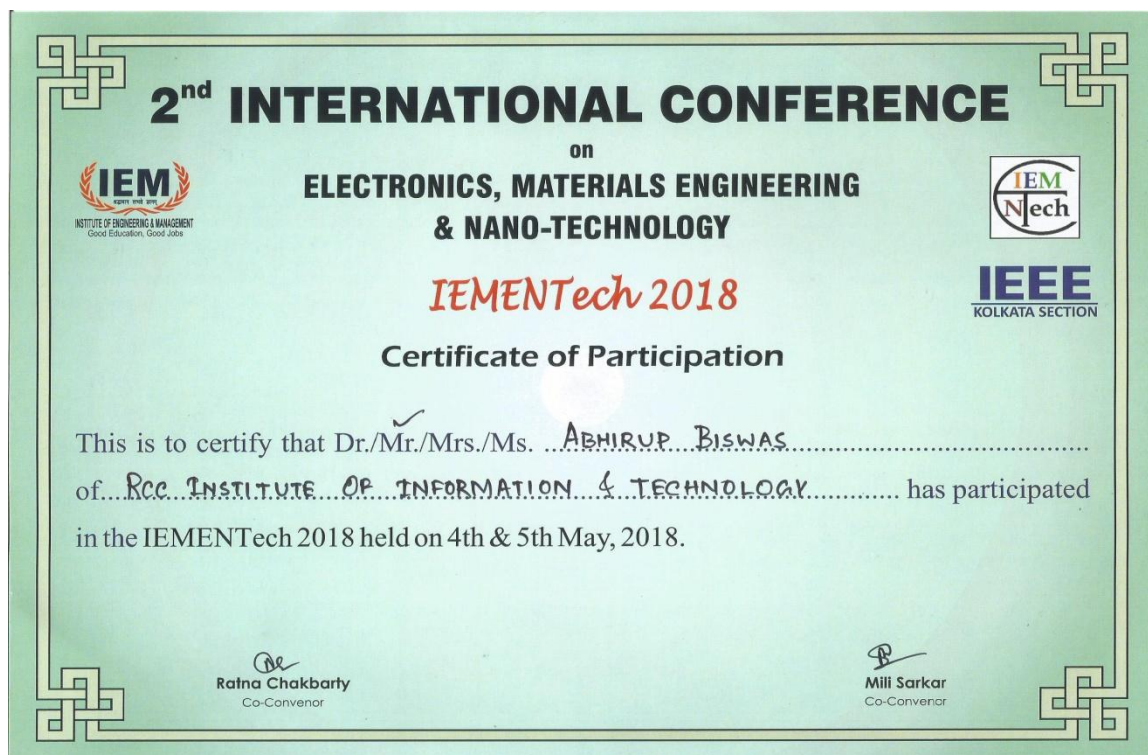 2nd INTERNATIONAL CONFERENCE
on
ELECTRONICS, MATERIALS ENGINEERING
& NANO-TECHNOLOGY
IEM
INSTITUTE OF ENGINEERING & MANAGEMENT
Good Education, Good Jobs
IEM
NTech
IEEE
KOLKATA SECTION
IEMENTech 2018
Certificate of Participation
This is to certify that Dr./Mr./Mrs./Ms. ABHIRUP BISWAS
of RCC INSTITUTE OF INFORMATION & TECHNOLOGY has participated
in the IEMENTech 2018 held on 4th & 5th May, 2018.
Ratna Chakbarty
Co-Convenor
Mili Sarkar
Co-Convenor